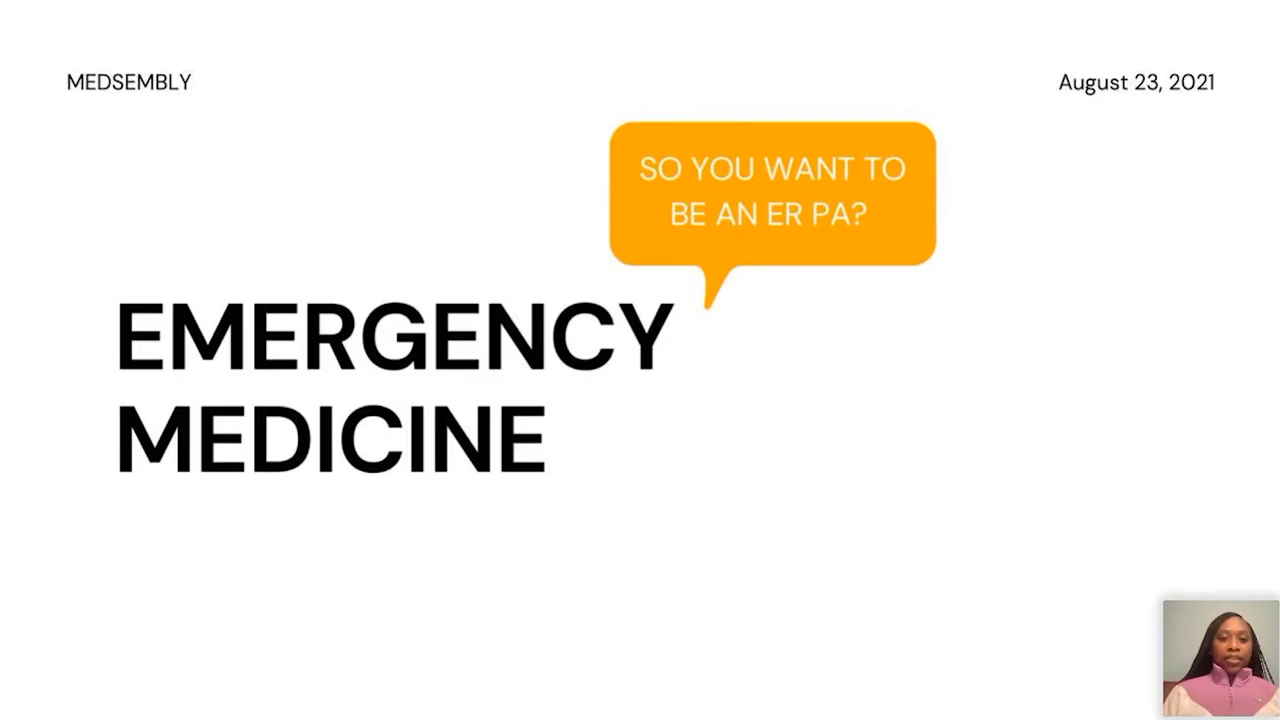 MEDSEMBLY
August 23, 2021
SO YOU WANT TO
BE AN ER PA?
EMERGENCY
MEDICINE